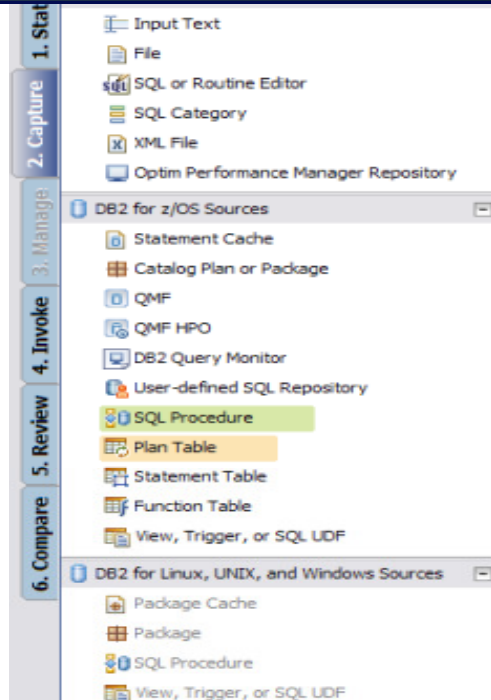 1. Stat
2. Capture
3. Manage
4. Invoke
5. Review
6. Compare
Input Text
File
SQL or Routine Editor
SQL Category
XML File
Optim Performance Manager Repository
DB2 for z/OS Sources
Statement Cache
Catalog Plan or Package
QMF
QMF HPO
DB2 Query Monitor
User-defined SQL Repository
SQL Procedure
Plan Table
Statement Table
Function Table
View, Trigger, or SQL UDF
DB2 for Linux, UNIX, and Windows Sources
Package Cache
Package
SQL Procedure
View, Trigger, or SQL UDF